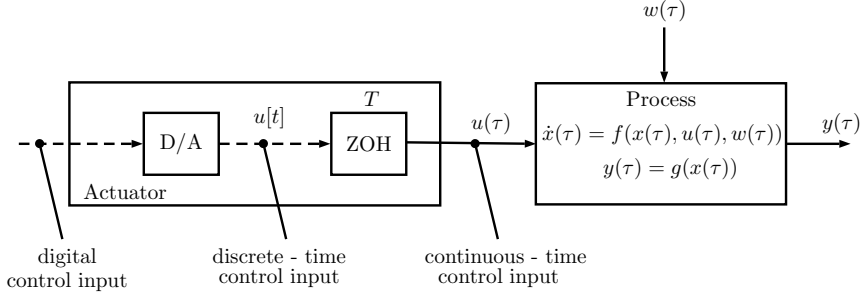 w(τ)
T
Process
u[t]
u(τ)
y(τ)
D/A
ZOH
ẋ(τ) = f(x(τ), u(τ), w(τ))
y(τ) = g(x(τ))
Actuator
digital
control input
discrete - time
control input
continuous - time
control input